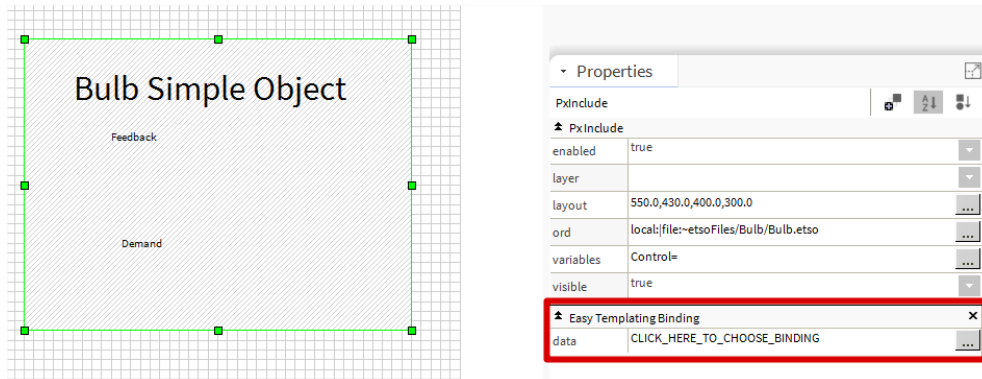 Bulb Simple Object
Feedback
Demand
Properties
PxInclude
A
Z
PxInclude
enabled true
layer
layout 550.0,430.0,400.0,300.0 ...
ord local:|file:~etsoFiles/Bulb/Bulb.etso ...
variables Control= ...
visible true
Easy Templating Binding ×
data CLICK_HERE_TO_CHOOSE_BINDING ...